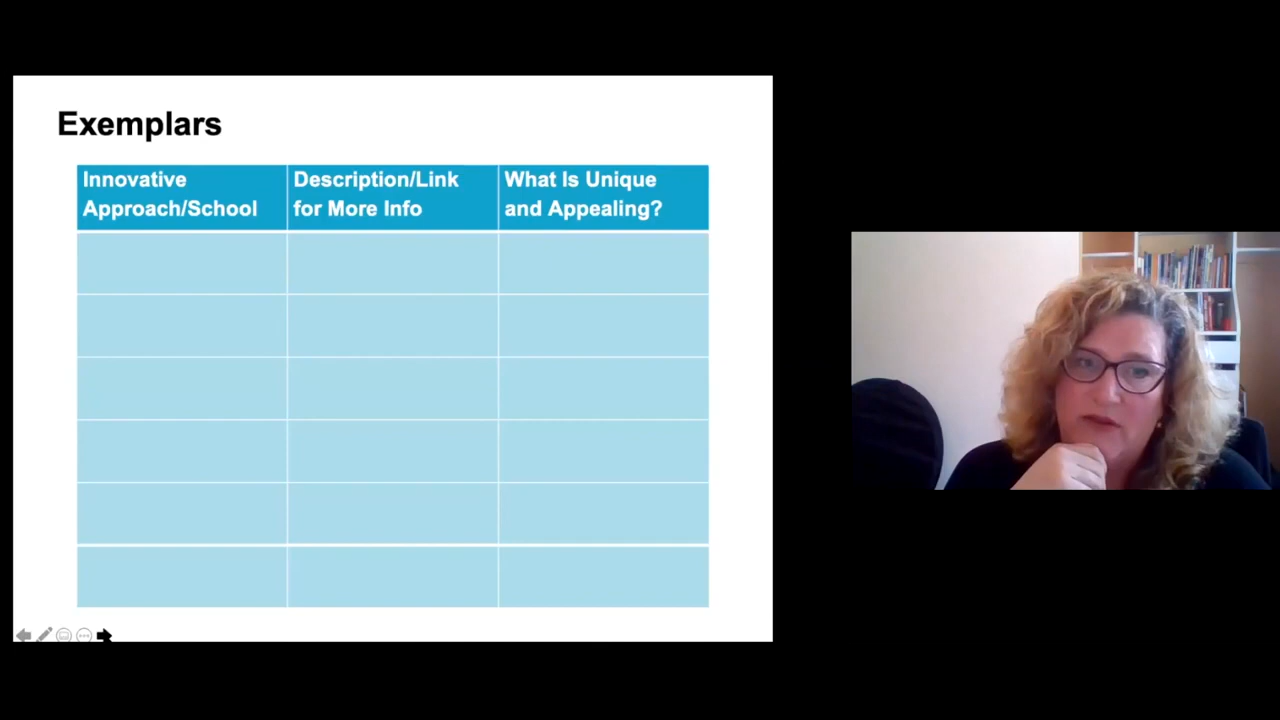 Exemplars
Innovative
Approach/School
Description/Link
for More Info
What Is Unique
and Appealing?